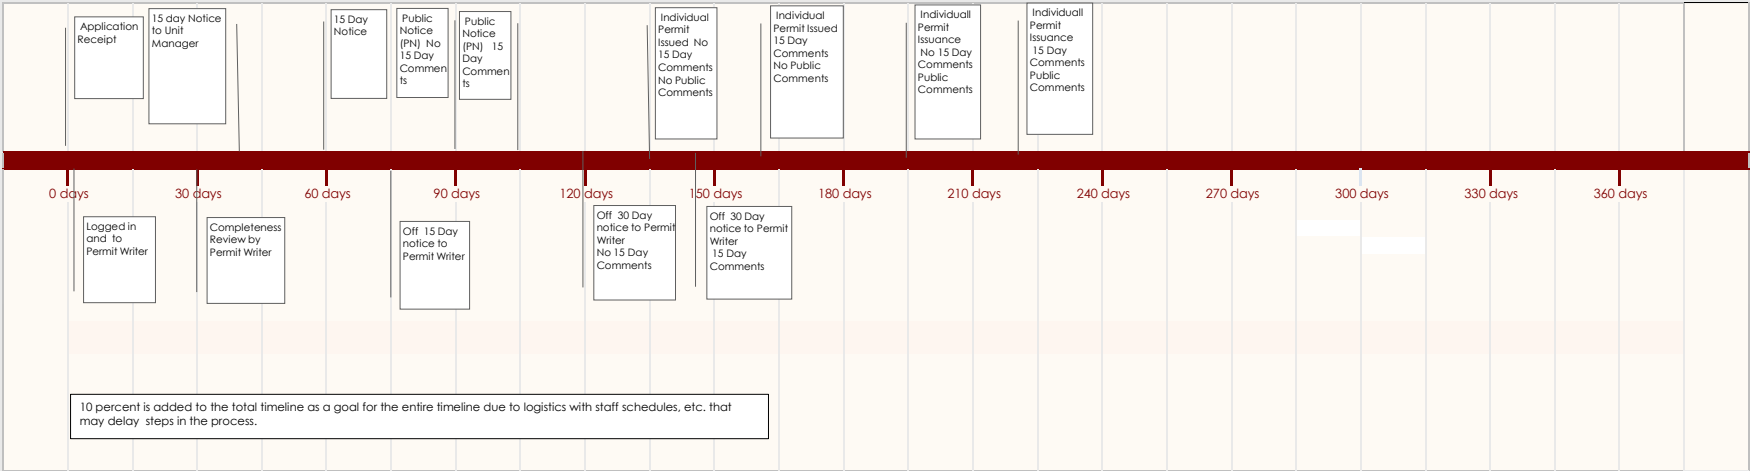 Application
Receipt
15 day Notice
to Unit
Manager
15 Day
Notice
Public
Notice
(PN) No
15 Day
Commen
ts
Public
Notice
(PN) 15
Day
Commen
ts
Individual
Permit
Issued No
15 Day
Comments
No Public
Comments
Individual
Permit Issued
15 Day
Comments
No Public
Comments
Individuall
Permit
Issuance
No 15 Day
Comments
Public
Comments
Individuall
Permit
Issuance
15 Day
Comments
Public
Comments
0 days
30 days
60 days
90 days
120 days
150 days
180 days
210 days
240 days
270 days
300 days
330 days
360 days
Logged in
and to
Permit Writer
Completeness
Review by
Permit Writer
Off 15 Day
notice to
Permit Writer
Off 30 Day
notice to Permit
Writer
No 15 Day
Comments
Off 30 Day
notice to Permit
Writer
15 Day
Comments
10 percent is added to the total timeline as a goal for the entire timeline due to logistics with staff schedules, etc. that
may delay steps in the process.